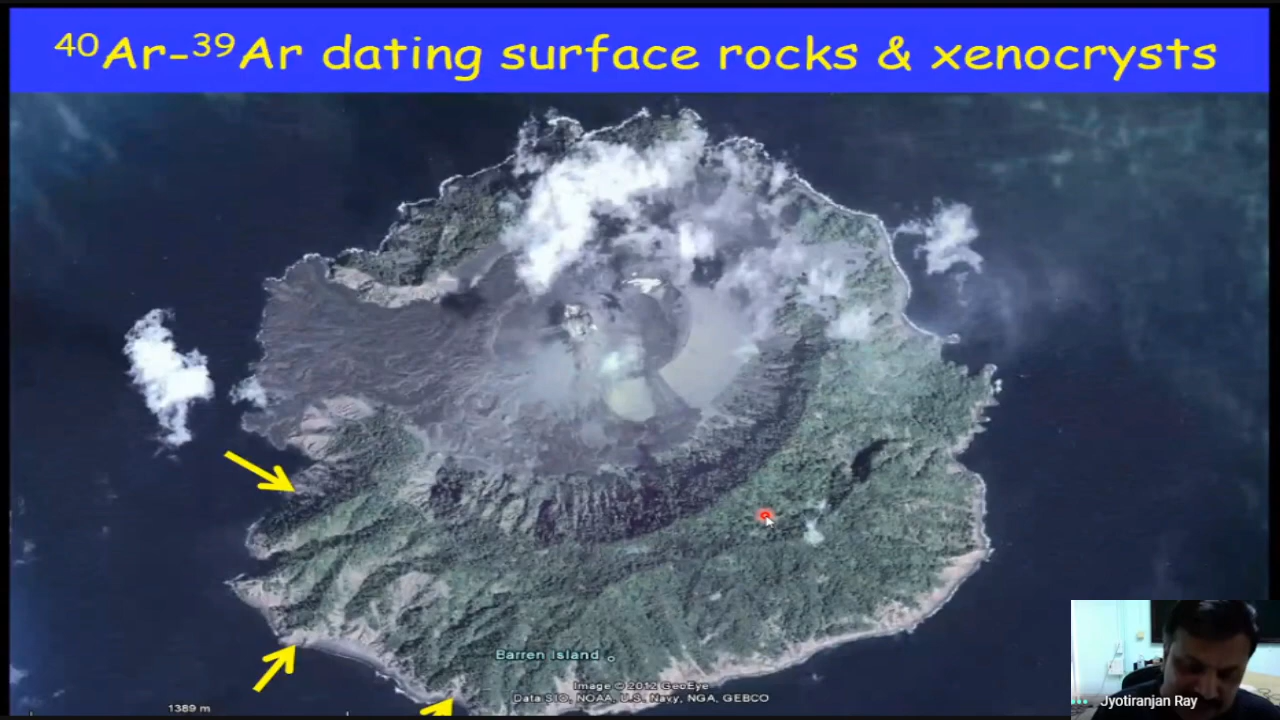 ⁴⁰Ar-³⁹Ar dating surface rocks & xenocrysts
Barren Island
Image © 2012 GeoEye
Data SIO, NOAA, U.S. Navy, NGA, GEBCO
1389 m
Jyotiranjan Ray